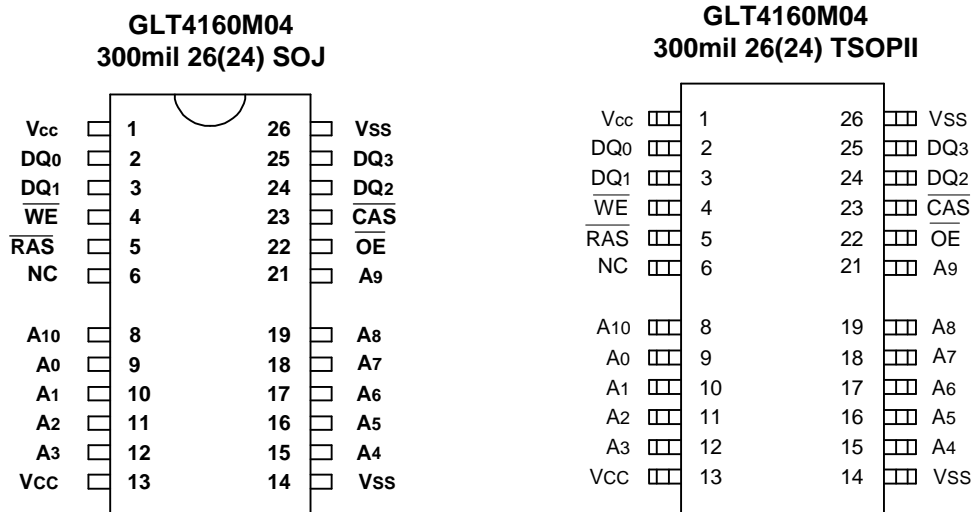 GLT4160M04
300mil 26(24) SOJ
Vcc 1 26 VSS
DQ0 2 25 DQ3
DQ1 3 24 DQ2
WE 4 23 CAS
RAS 5 22 OE
NC 6 21 A9
A10 8 19 A8
A0 9 18 A7
A1 10 17 A6
A2 11 16 A5
A3 12 15 A4
VCC 13 14 VSS
GLT4160M04
300mil 26(24) TSOPII
Vcc 1 26 VSS
DQ0 2 25 DQ3
DQ1 3 24 DQ2
WE 4 23 CAS
RAS 5 22 OE
NC 6 21 A9
A10 8 19 A8
A0 9 18 A7
A1 10 17 A6
A2 11 16 A5
A3 12 15 A4
VCC 13 14 VSS